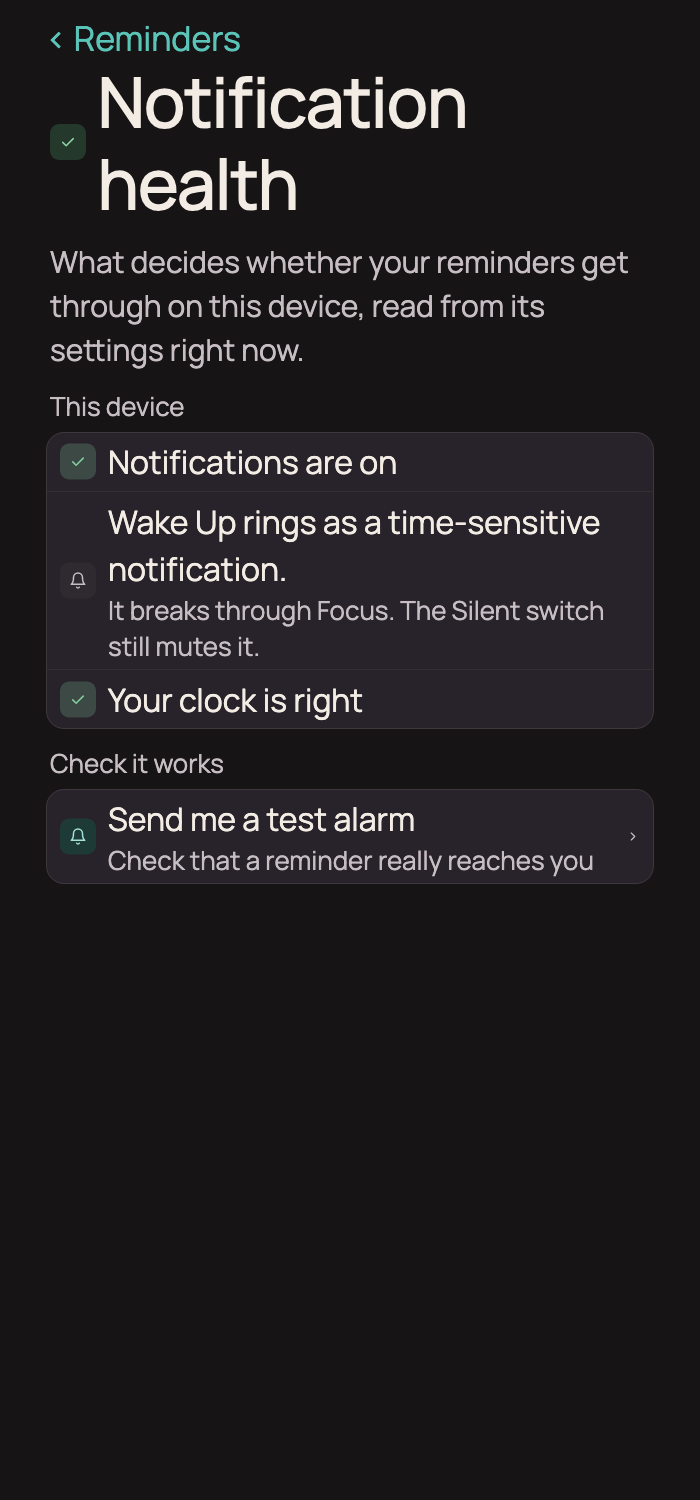 Reminders
Notification
health
What decides whether your reminders get
through on this device, read from its
settings right now.
This device
Notifications are on
Wake Up rings as a time-sensitive
notification.
It breaks through Focus. The Silent switch
still mutes it.
Your clock is right
Check it works
Send me a test alarm
Check that a reminder really reaches you